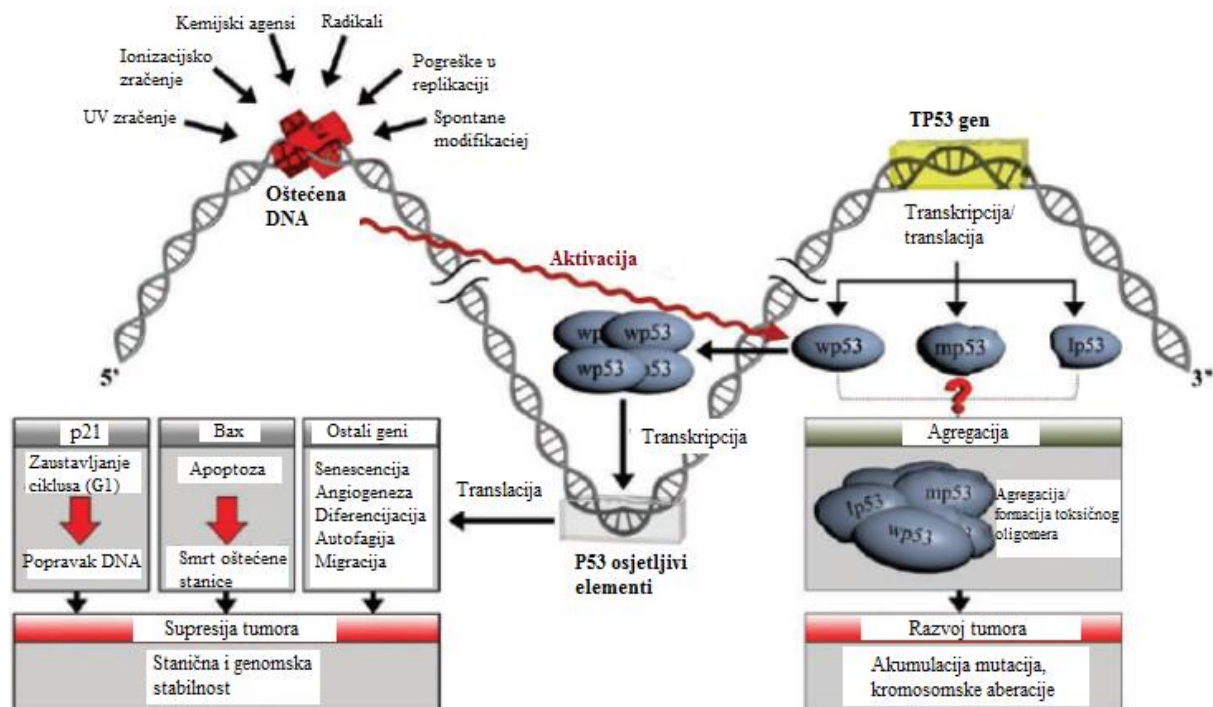 Kemijski agensi
Radikali
Ionizacijsko
zračenje
Pogreške u
replikaciji
UV zračenje
Spontane
modifikaciej
Oštećena
DNA
TP53 gen
Transkripcija/
translacija
Aktivacija
wp53
wp53
wp53
mp53
lp53
5'
3'
?
p21
Zaustavljanje
ciklusa (G1)
Popravak DNA
Bax
Apoptoza
Smrt oštećene
stanice
Ostali geni
Senescencija
Angiogeneza
Diferencijacija
Autofagija
Migracija
Translacija
Transkripcija
P53 osjetljivi
elementi
Agregacija
lp53
mp53
wp53
Agregacija/
formacija toksičnog
oligomera
Supresija tumora
Stanična i genomska
stabilnost
Razvoj tumora
Akumulacija mutacija,
kromosomske aberacije